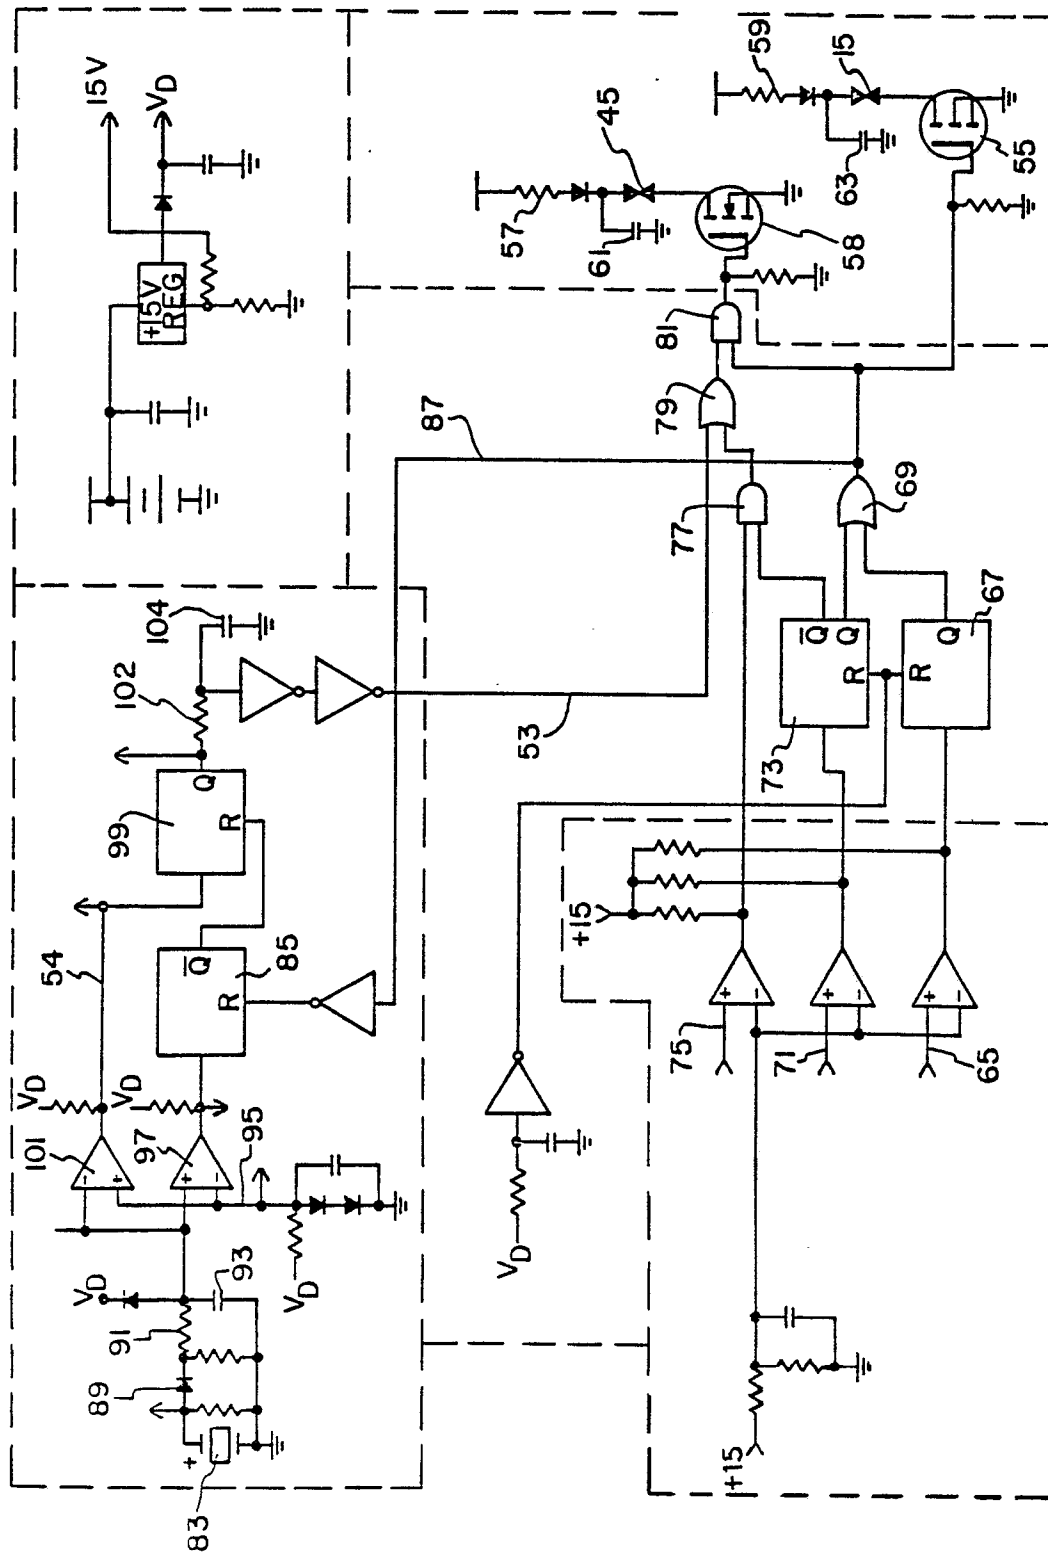 83
89
91
V_D
93
V_D
95
101
97
V_D
V_D
54
85
Q̅
R
99
R
Q
102
104
+15V
REG
15V
V_D
V_D
53
87
+15
+15
75
71
65
+
-
+
-
+
-
-
+
+
-
+
73
Q̅
Q
R
R
Q
67
77
69
79
81
57
61
45
58
59
63
15
55